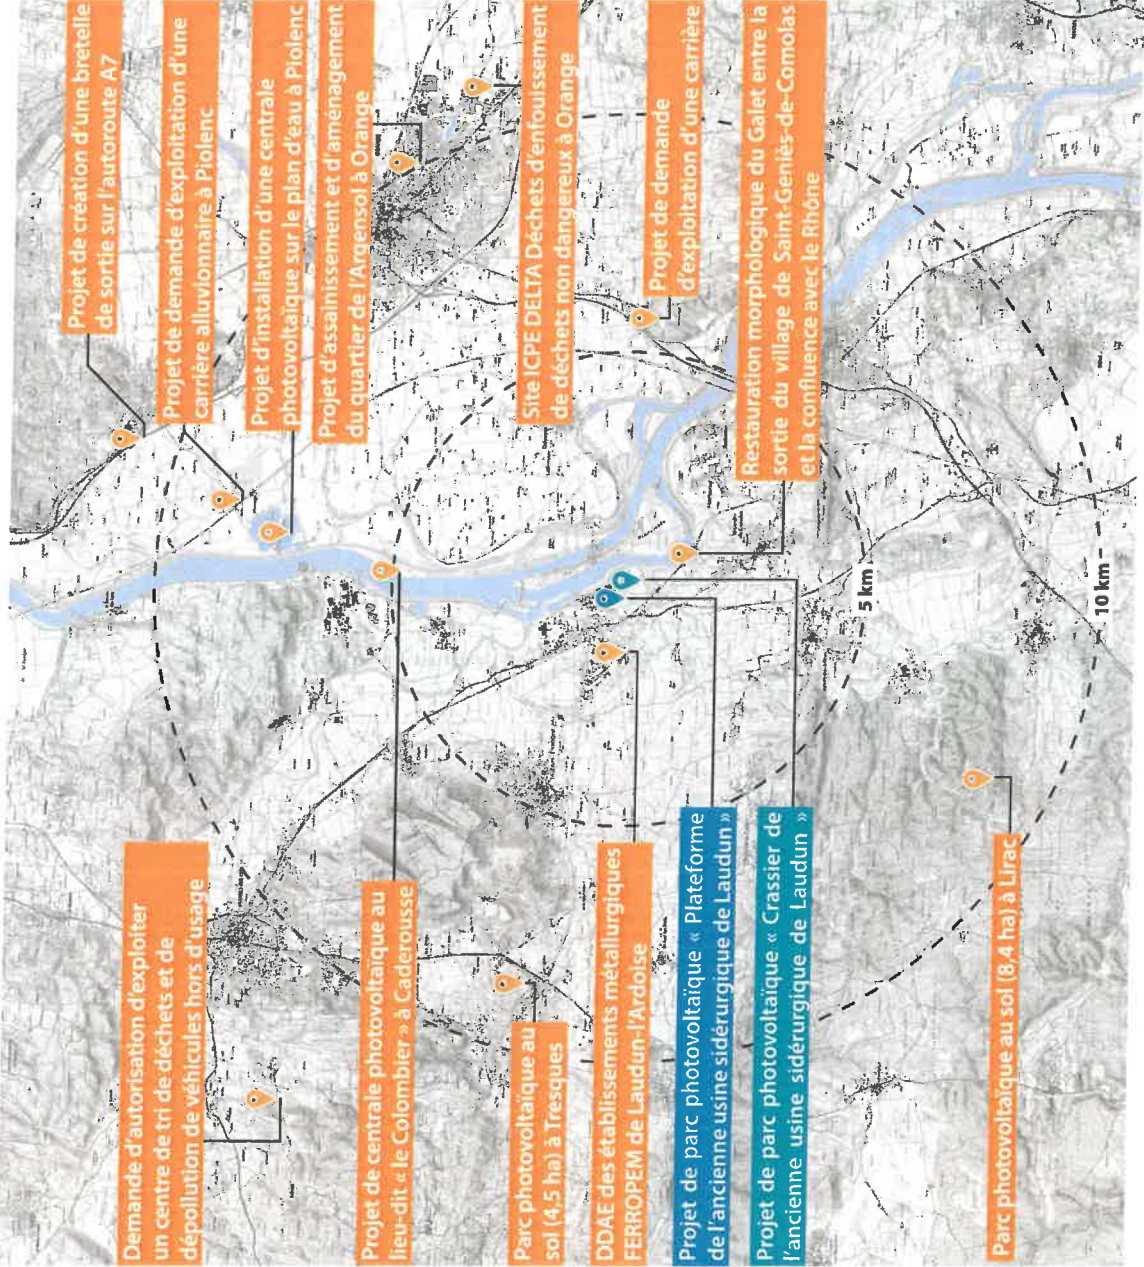 Projet de création d'une bretelle
de sortie sur l'autoroute A7
Projet de demande d'exploitation d'une
carrière alluvionnaire à Piolenc
Projet d'installation d'une centrale
photovoltaïque sur le plan d'eau à Piolenc
Projet d'assainissement et d'aménagement
du quartier de l'Argensol à Orange
Site ICPE DELTA Déchets d'enfouissement
de déchets non dangereux à Orange
Projet de demande
d'exploitation d'une carrière
Restauration morphologique du Galet entre la
sortie du village de Saint-Geniès-de-Comolas
et la confluence avec le Rhône
Demande d'autorisation d'exploiter
un centre de tri de déchets et de
dépollution de véhicules hors d'usage
Projet de centrale photovoltaïque au
lieu-dit « le Colombier » à Caderousse
Parc photovoltaïque au
sol (4,5 ha) à Tresques
DDAE des établissements métallurgiques
FERROPEM de Laudun-l'Ardoise
Projet de parc photovoltaïque « Plateforme
de l'ancienne usine sidérurgique de Laudun »
Projet de parc photovoltaïque « Crassier de
l'ancienne usine sidérurgique de Laudun »
Parc photovoltaïque au sol (8,4 ha) à Lirac
5 km
10 km